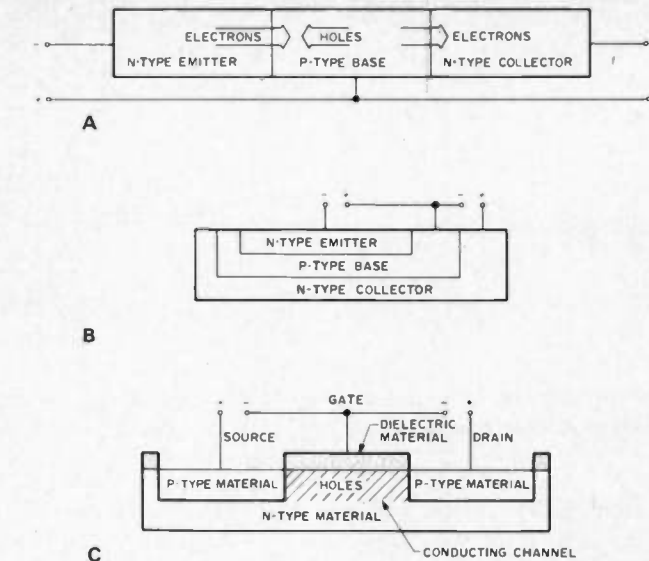 ELECTRONS HOLES ELECTRONS
N-TYPE EMITTER P-TYPE BASE N-TYPE COLLECTOR
- + - +
A
- + - +
N-TYPE EMITTER
P-TYPE BASE
N-TYPE COLLECTOR
B
GATE
+ - - +
SOURCE DIELECTRIC MATERIAL DRAIN
P-TYPE MATERIAL HOLES P-TYPE MATERIAL
N-TYPE MATERIAL
CONDUCTING CHANNEL
C